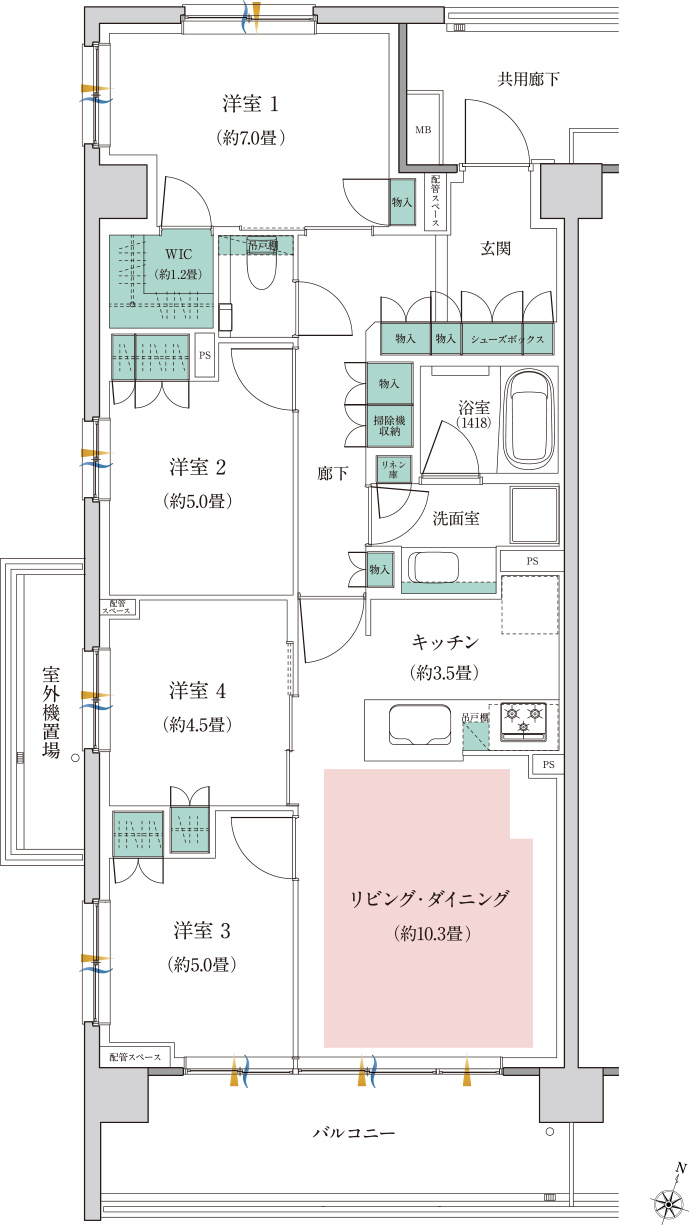 共用廊下
洋室 1
(約7.0畳)
MB
配管スペース
物入
玄関
吊戸棚
WIC
(約1.2畳)
物入
物入
シューズボックス
PS
物入
浴室
(1418)
掃除機
収納
洋室 2
(約5.0畳)
リネン
庫
廊下
洗面室
PS
物入
配管
スペース
キッチン
(約3.5畳)
室外機置場
洋室 4
(約4.5畳)
吊戸棚
PS
リビング・ダイニング
(約10.3畳)
洋室 3
(約5.0畳)
配管スペース
バルコニー
N